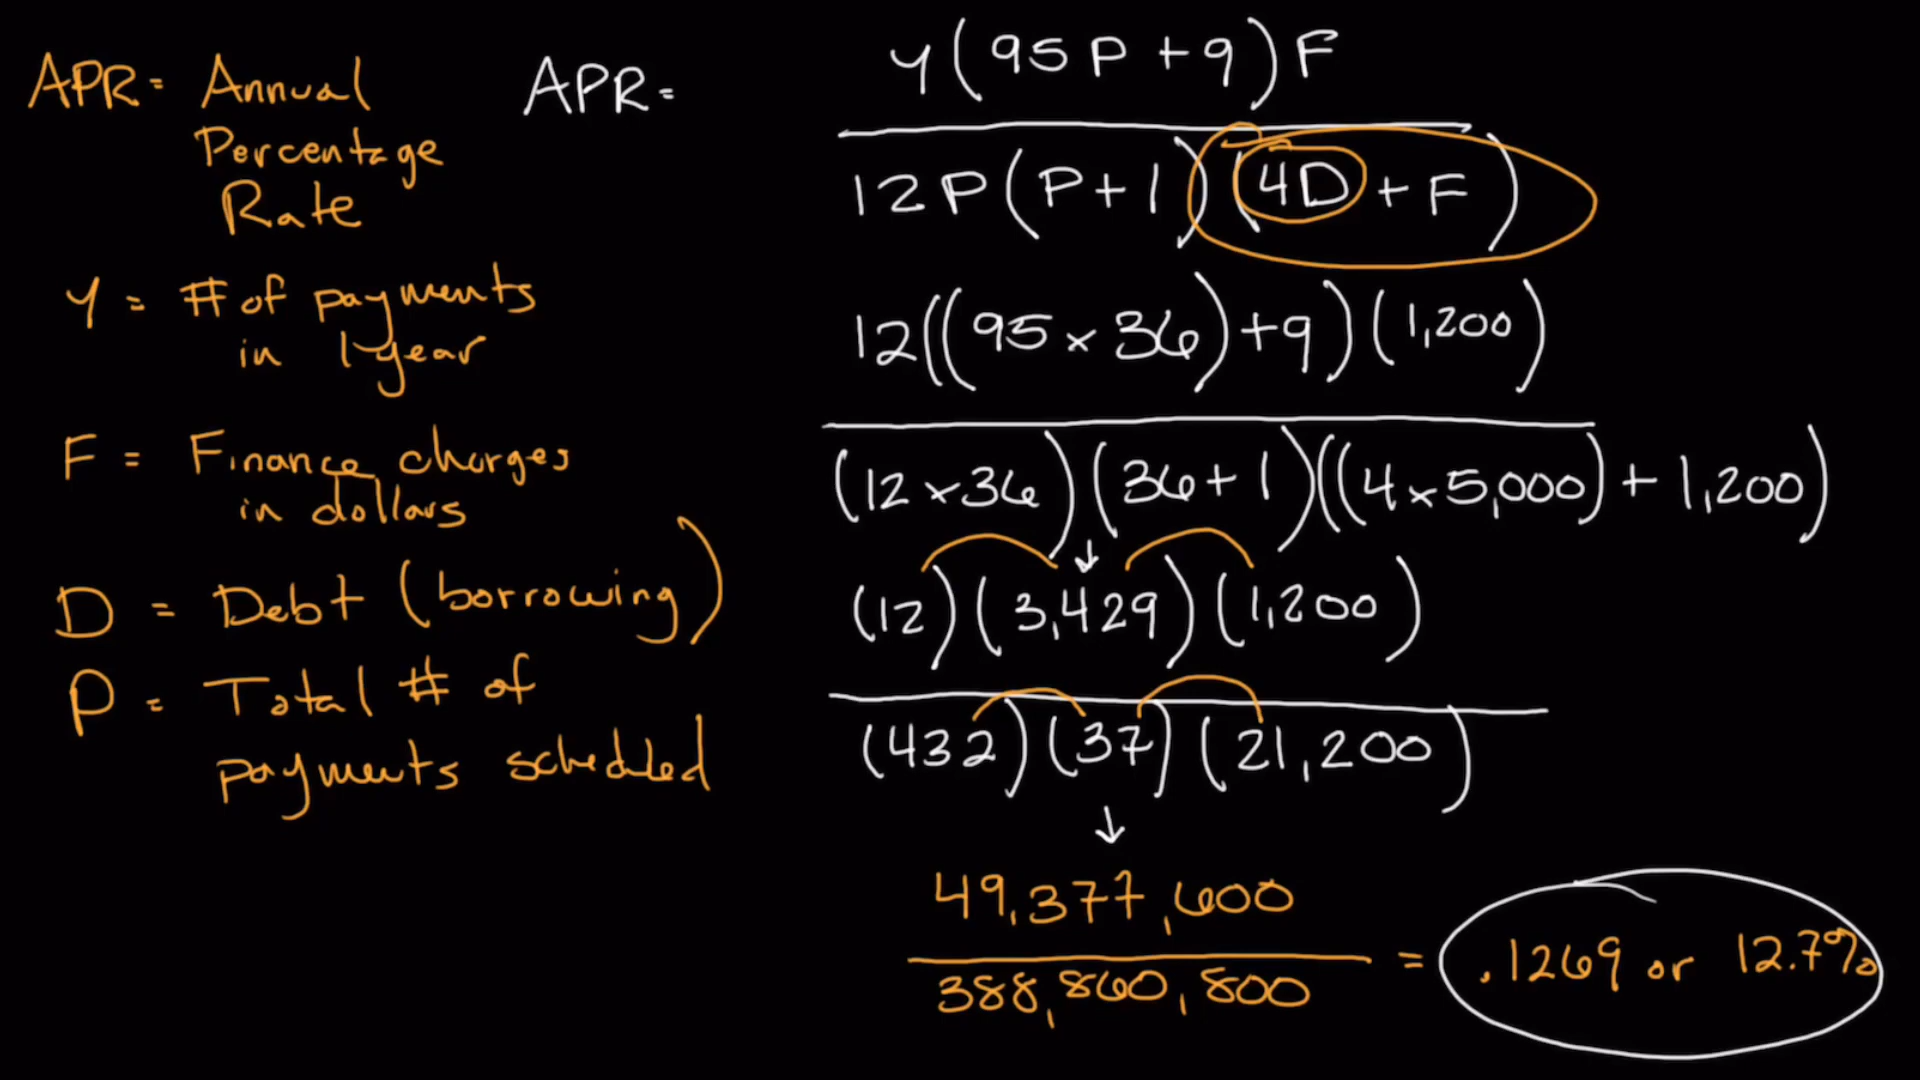 APR = Annual
Percentage
Rate
Y = # of payments
in 1-year
F = Finance charges
in dollars
D = Debt (borrowing)
P = Total # of
payments scheduled
APR =
Y(95P+9)F
12P(P+1)(4D+F)
12((95×36)+9)(1,200)
(12×36)(36+1)((4×5,000)+1,200)
↓
(12)(3,429)(1,200)
(432)(37)(21,200)
↓
49,377,600
388,860,800
= .1269 or 12.7%